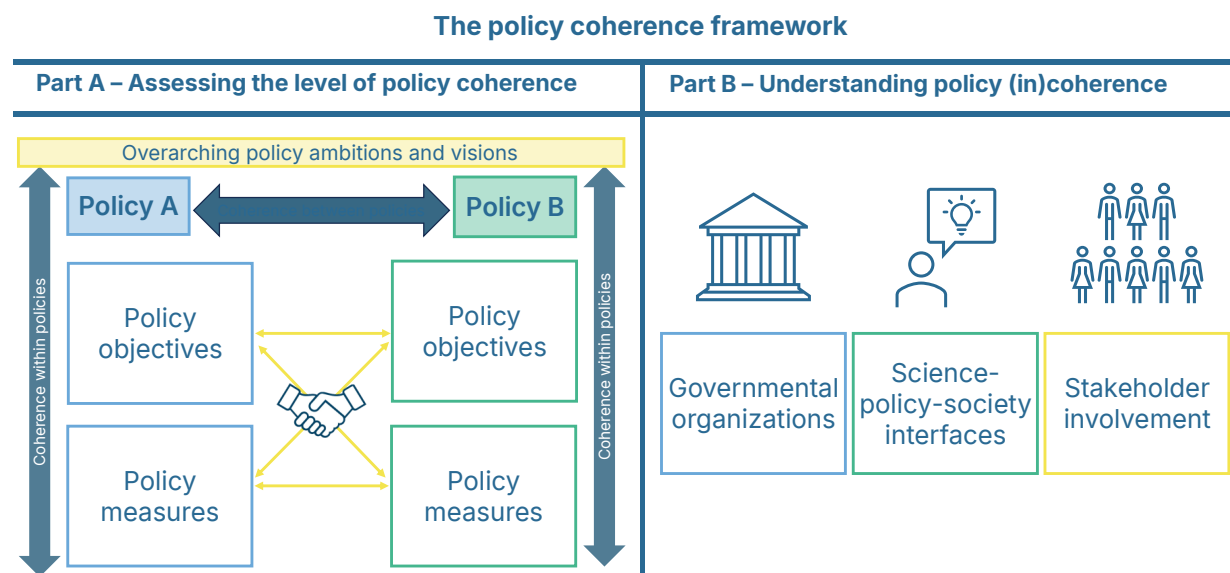 The policy coherence framework
Part A – Assessing the level of policy coherence
Part B – Understanding policy (in)coherence
Overarching policy ambitions and visions
Policy A
Policy B
Coherence within policies
Policy
objectives
Policy
objectives
Policy
measures
Policy
measures
Coherence within policies
Governmental
organizations
Science-
policy-society
interfaces
Stakeholder
involvement